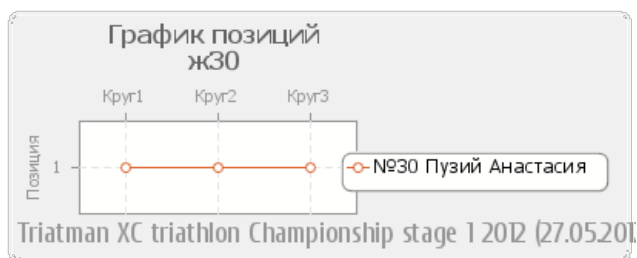 График позиций
ж30
Круг1 Круг2 Круг3
Позиция
1
№30 Пузий Анастасия
Triatman XC triathlon Championship stage 1 2012 (27.05.201